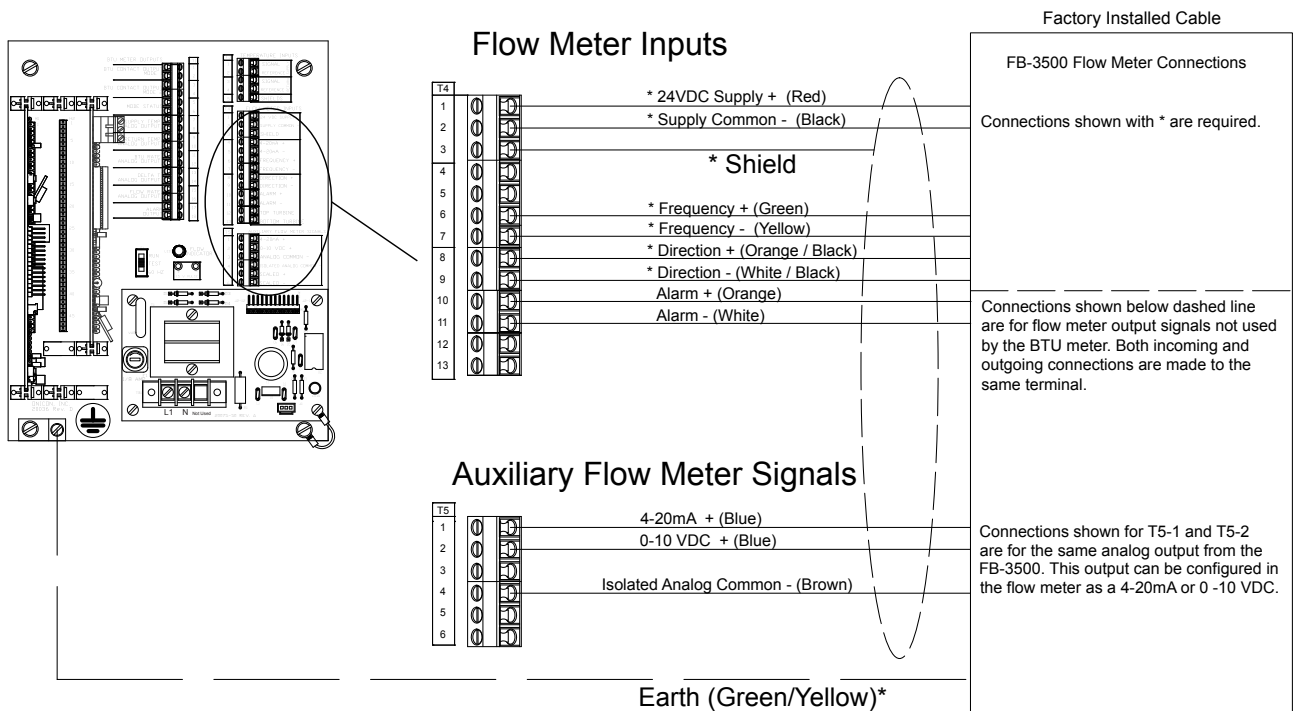 Factory Installed Cable
Flow Meter Inputs
FB-3500 Flow Meter Connections
T4
1
2
3
4
5
6
7
8
9
10
11
12
13
* 24VDC Supply + (Red)
* Supply Common - (Black)
* Shield
* Frequency + (Green)
* Frequency - (Yellow)
* Direction + (Orange / Black)
* Direction - (White / Black)
Alarm + (Orange)
Alarm - (White)
Connections shown with * are required.
Connections shown below dashed line
are for flow meter output signals not used
by the BTU meter. Both incoming and
outgoing connections are made to the
same terminal.
L1 N Not Used
Auxiliary Flow Meter Signals
T5
1
2
3
4
5
6
4-20mA + (Blue)
0-10 VDC + (Blue)
Isolated Analog Common - (Brown)
Connections shown for T5-1 and T5-2
are for the same analog output from the
FB-3500. This output can be configured in
the flow meter as a 4-20mA or 0 -10 VDC.
Earth (Green/Yellow)*